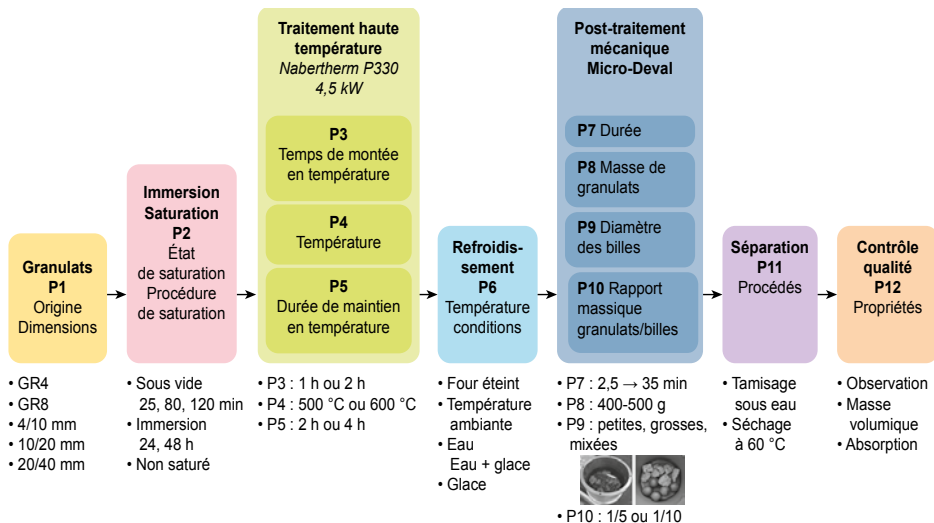 Granulats
P1
Origine
Dimensions
• GR4
• GR8
• 4/10 mm
• 10/20 mm
• 20/40 mm
Immersion
Saturation
P2
État
de saturation
Procédure
de saturation
• Sous vide
25, 80, 120 min
• Immersion
24, 48 h
• Non saturé
Traitement haute
température
Nabertherm P330
4,5 kW
P3
Temps de montée
en température
P4
Température
P5
Durée de maintien
en température
• P3 : 1 h ou 2 h
• P4 : 500 °C ou 600 °C
• P5 : 2 h ou 4 h
Refroidis-
sement
P6
Température
conditions
• Four éteint
• Température
ambiante
• Eau
Eau + glace
• Glace
Post-traitement
mécanique
Micro-Deval
P7 Durée
P8 Masse de
granulats
P9 Diamètre
des billes
P10 Rapport
massique
granulats/billes
• P7 : 2,5 → 35 min
• P8 : 400-500 g
• P9 : petites, grosses,
mixées
• P10 : 1/5 ou 1/10
Séparation
P11
Procédés
• Tamisage
sous eau
• Séchage
à 60 °C
Contrôle
qualité
P12
Propriétés
• Observation
• Masse
volumique
• Absorption